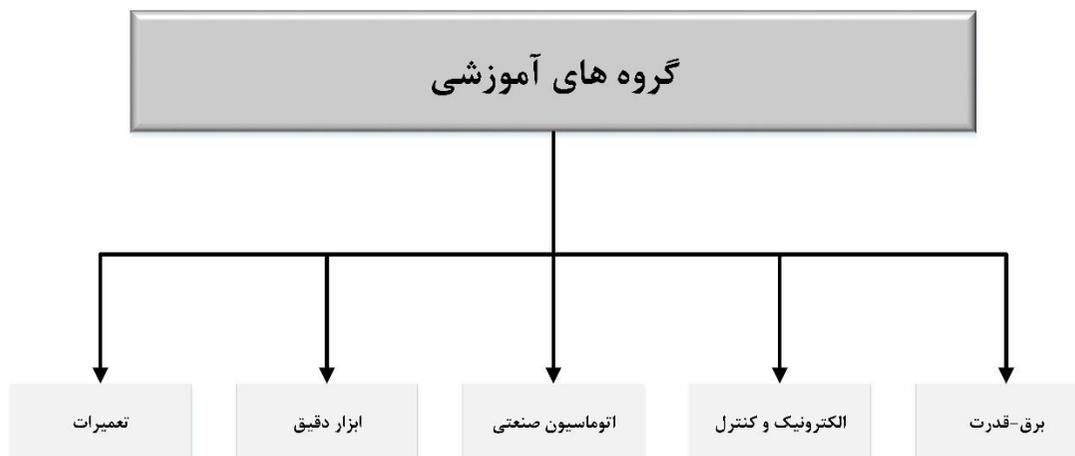 گروه های آموزشی
برق-قدرت
الکترونیک و کنترل
اتوماسیون صنعتی
ابزار دقیق
تعمیرات